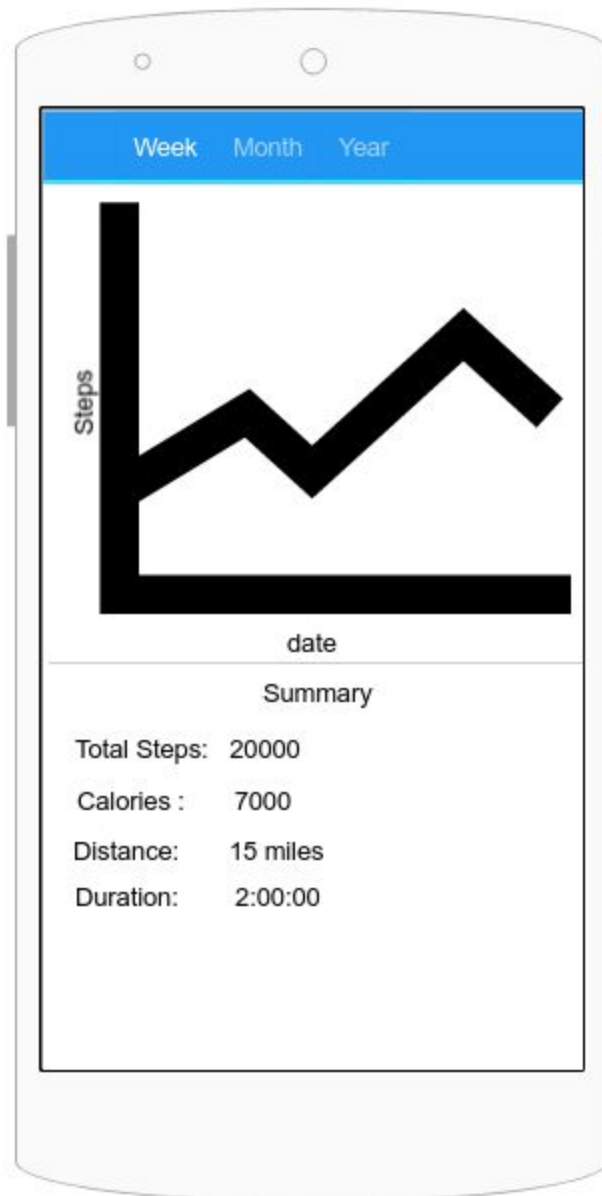 Week Month Year
Steps
date
Summary
Total Steps: 20000
Calories : 7000
Distance: 15 miles
Duration: 2:00:00